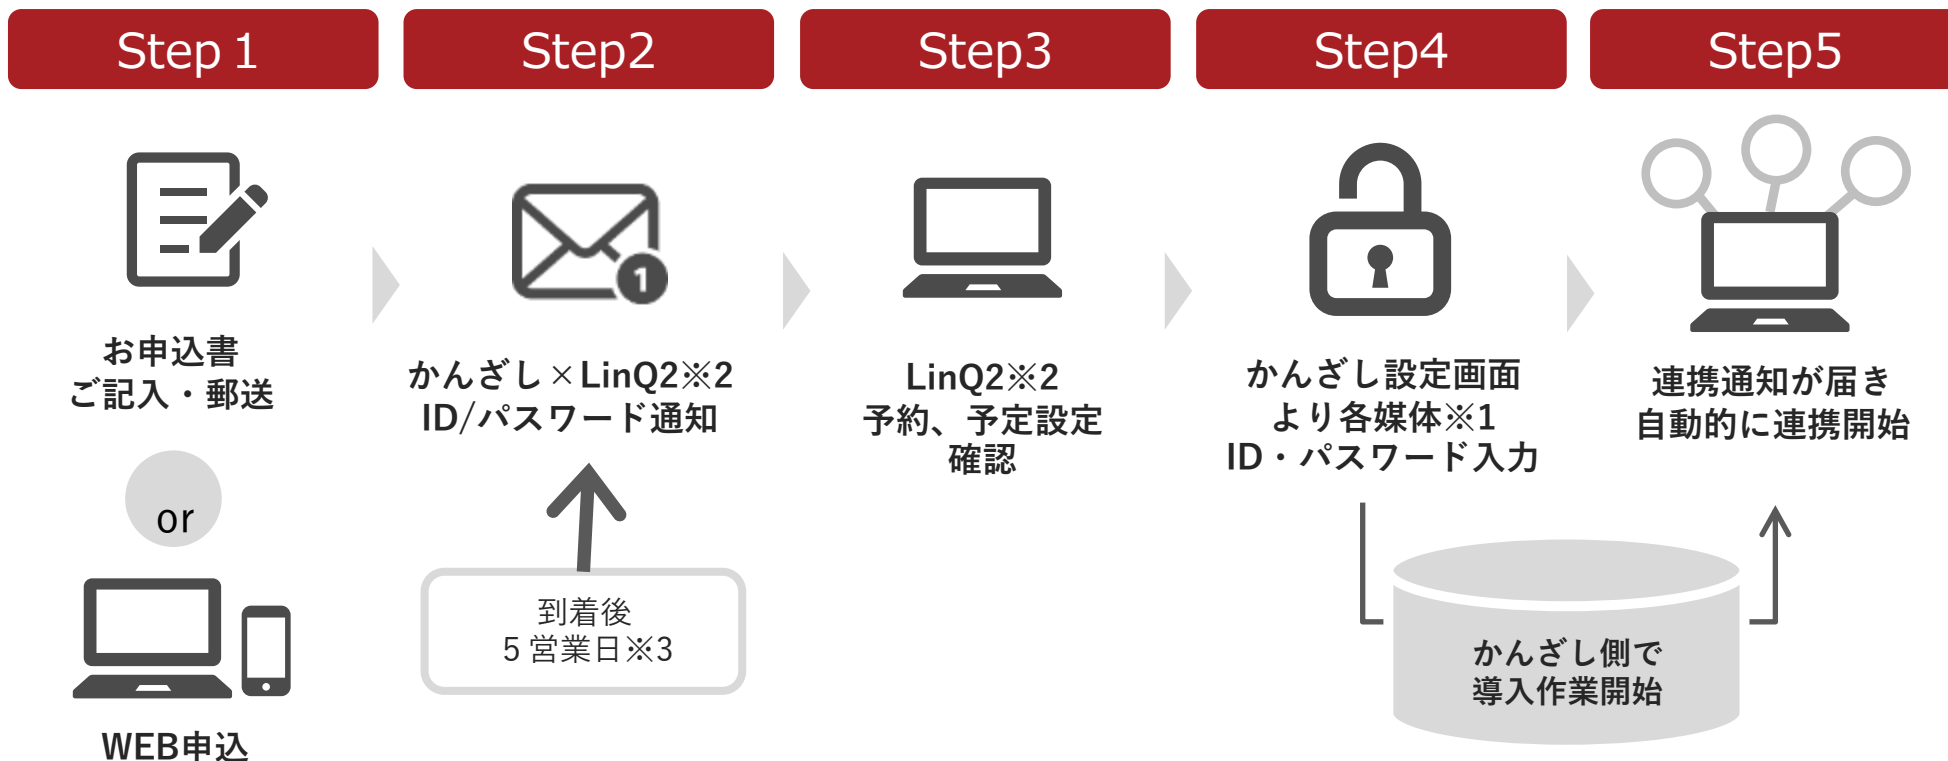 Step 1
Step2
Step3
Step4
Step5
お申込書
ご記入・郵送
or
WEB申込
1
かんざし×LinQ2※2
ID/パスワード通知
到着後
5 営業日※3
LinQ2※2
予約、予定設定
確認
かんざし設定画面
より各媒体※1
ID・パスワード入力
かんざし側で
導入作業開始
連携通知が届き
自動的に連携開始